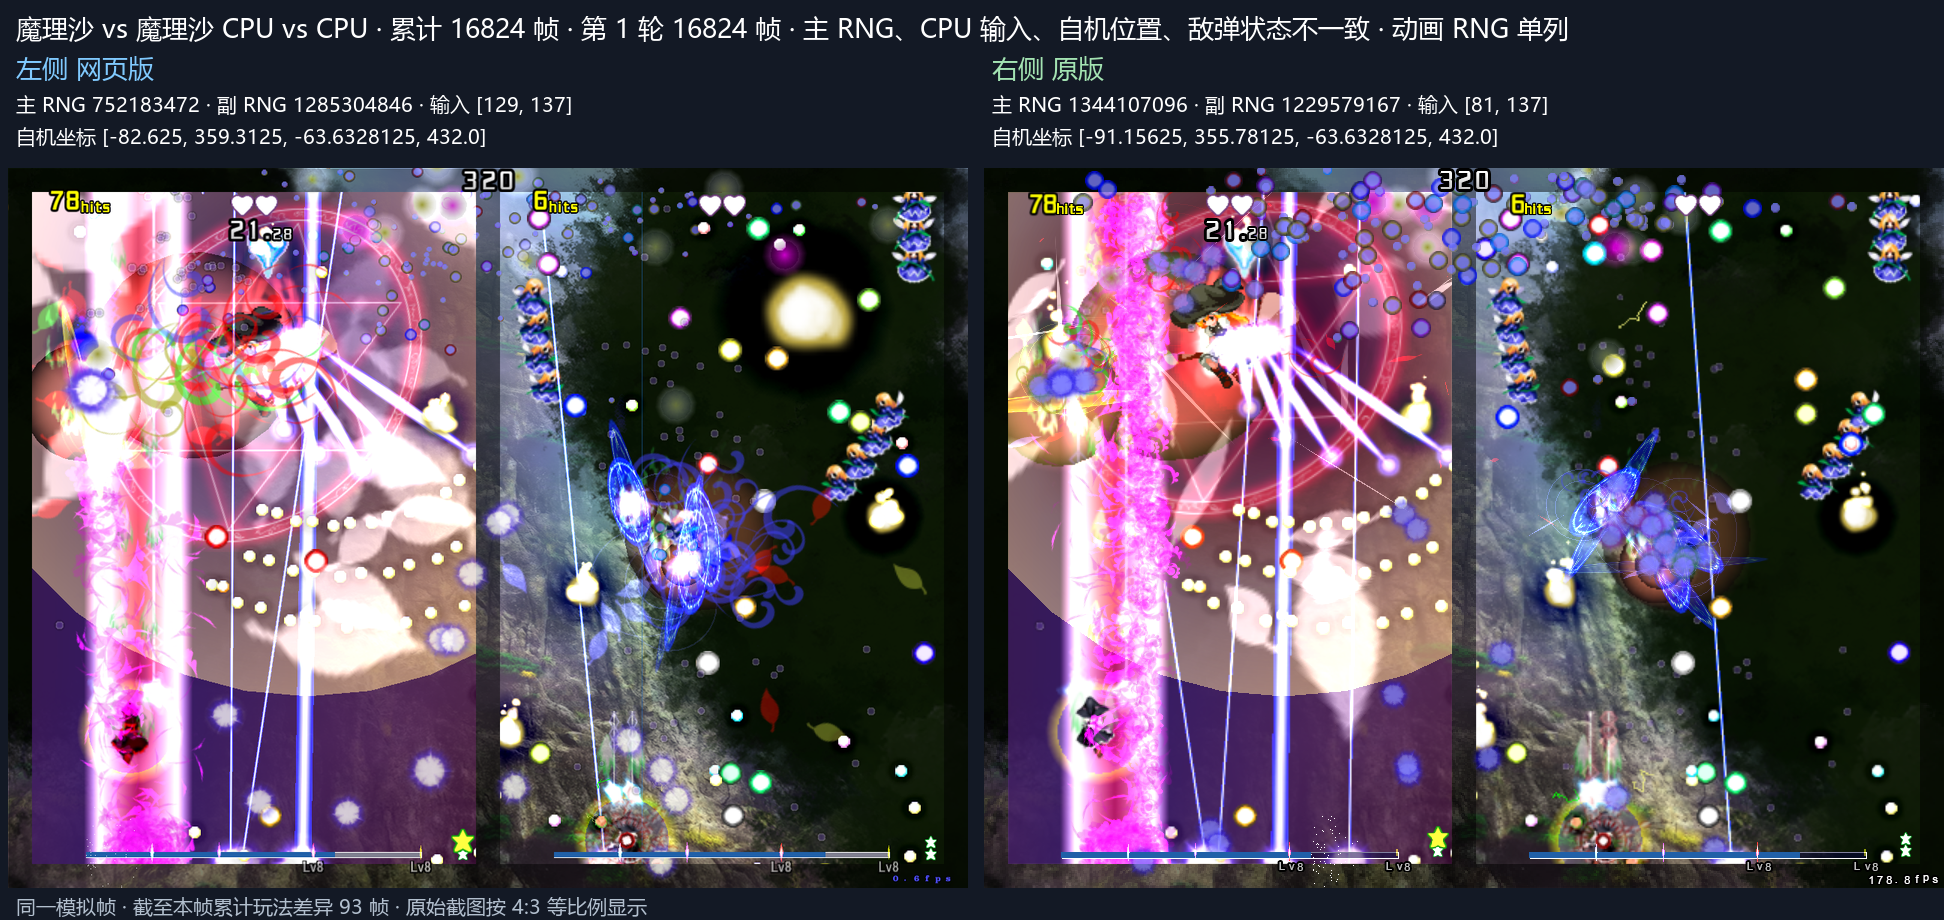 魔理沙 vs 魔理沙 CPU vs CPU · 累计 16824 帧 · 第 1 轮 16824 帧 · 主 RNG、CPU 输入、自机位置、敌弹状态不一致 · 动画 RNG 单列
左侧 网页版
主 RNG 752183472 · 副 RNG 1285304846 · 输入 [129, 137]
自机坐标 [-82.625, 359.3125, -63.6328125, 432.0]
右侧 原版
主 RNG 1344107096 · 副 RNG 1229579167 · 输入 [81, 137]
自机坐标 [-91.15625, 355.78125, -63.6328125, 432.0]
320
78hits
6hits
21.28
Lv8
Lv8
Lv8
Lv8
0.6fps
320
78hits
6hits
21.28
Lv8
Lv8
Lv8
Lv8
178.8fps
同一模拟帧 · 截至本帧累计玩法差异 93 帧 · 原始截图按 4:3 等比例显示